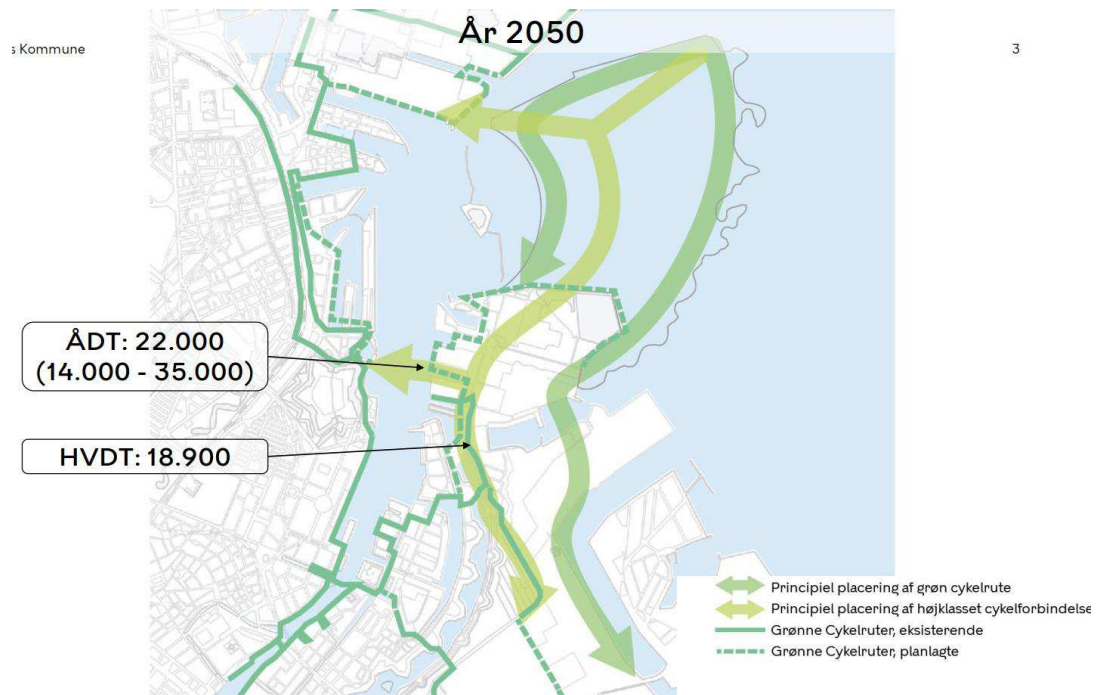 År 2050
s Kommune
3
ÅDT: 22.000
(14.000 - 35.000)
HVDT: 18.900
Principiel placering af grøn cykelrute
Principiel placering af højklasset cykelforbindelse
Grønne Cykelruter, eksisterende
Grønne Cykelruter, planlagte